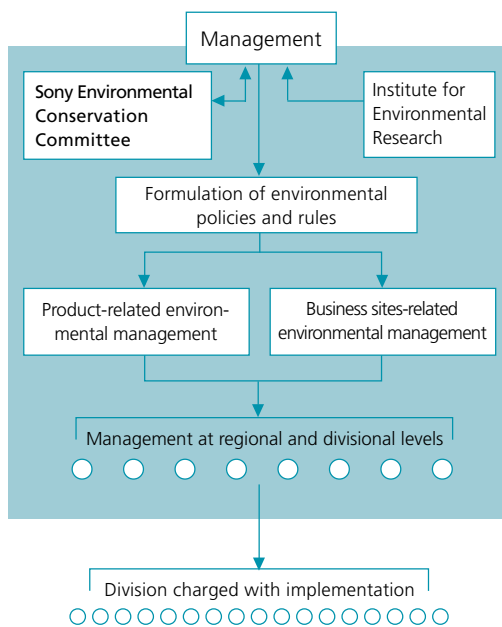 Management
Sony Environmental
Conservation
Committee
Institute for
Environmental
Research
Formulation of environmental
policies and rules
Product-related environ-
mental management
Business sites-related
environmental management
Management at regional and divisional levels
Division charged with implementation